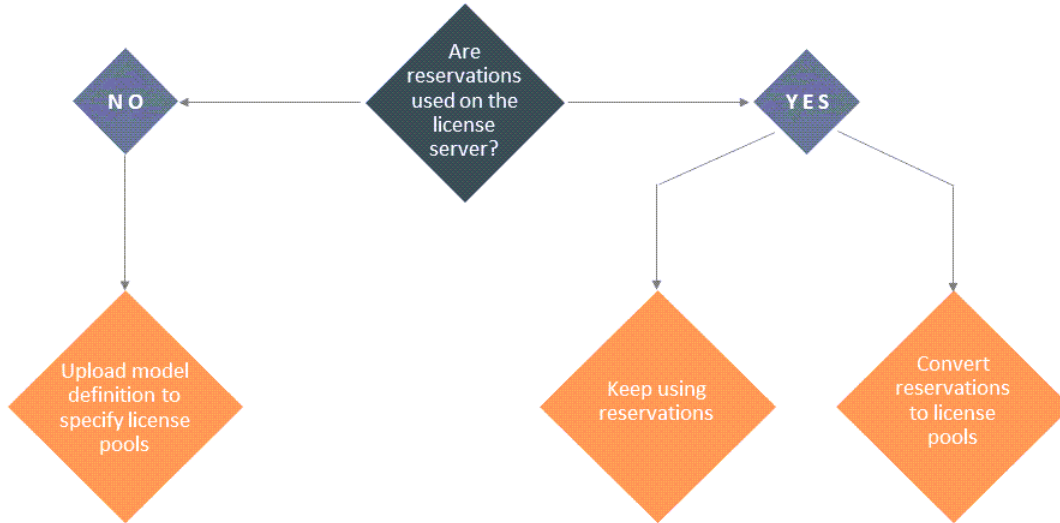 Are
reservations
used on the
license
server?
NO
YES
Upload model
definition to
specify license
pools
Keep using
reservations
Convert
reservations
to license
pools